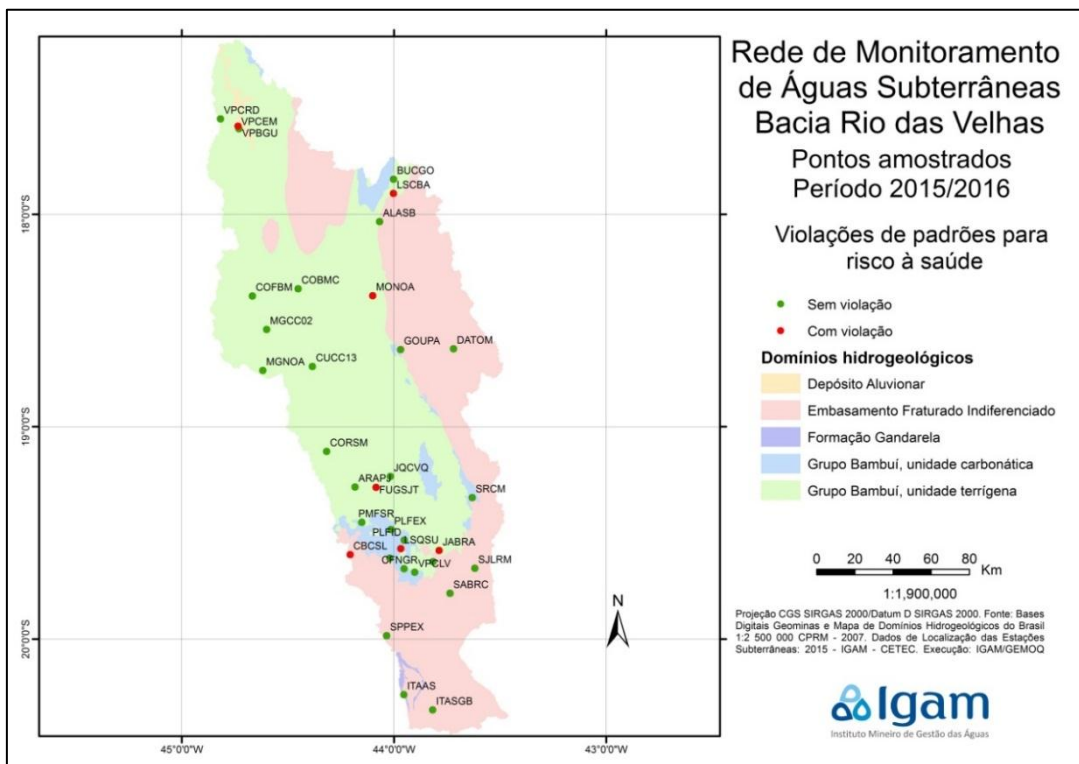 Rede de Monitoramento
de Águas Subterrâneas
Bacia Rio das Velhas
Pontos amostrados
Período 2015/2016
Violações de padrões para
risco à saúde
Sem violação
Com violação
Domínios hidrogeológicos
Depósito Aluvionar
Embasamento Fraturado Indiferenciado
Formação Gandarela
Grupo Bambuí, unidade carbonática
Grupo Bambuí, unidade terrígena
0 20 40 60 80
Km
1:1,900,000
Projeção CGS SIRGAS 2000/Datum D SIRGAS 2000. Fonte: Bases
Digitais Geominas e Mapa de Domínios Hidrogeológicos do Brasil
1:2 500 000 CPRM - 2007. Dados de Localização das Estações
Subterrâneas: 2015 - IGAM - CETEC. Execução: IGAM/GEMOQ
Igam
Instituto Mineiro de Gestão das Águas
N
VPCRD
VPCEM
VPBGU
BUCGO
LSCBA
18°0'0"S
ALASB
COBMC
COFBM
MONOA
MGCC02
GOUPA
DATOM
CUCC13
MGNOA
19°0'0"S
CORSM
JQCVQ
ARAPJ
FUGSJT
SRCM
PMFSR
PLFEX
PLFID
LSQSU
JABRA
CBCSL
CFNGR
VPCLV
SJLRM
SABRC
20°0'0"S
SPPEX
ITAAS
ITASGB
45°0'0"W
44°0'0"W
43°0'0"W